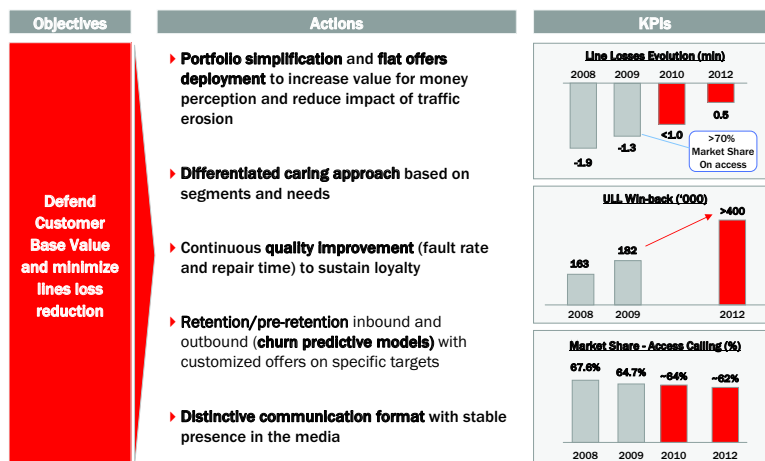 Objectives
Actions
KPIs
Defend
Customer
Base Value
and minimize
lines loss
reduction
Portfolio simplification and flat offers
deployment to increase value for money
perception and reduce impact of traffic
erosion
Differentiated caring approach based on
segments and needs
Continuous quality improvement (fault rate
and repair time) to sustain loyalty
Retention/pre-retention inbound and
outbound (churn predictive models) with
customized offers on specific targets
Distinctive communication format with stable
presence in the media
Line Losses Evolution (mln)
2008 2009 2010 2012
-1.9 -1.3 <1.0 0.5
>70%
Market Share
On access
ULL Win-back ('000)
163 182 >400
2008 2009 2012
Market Share - Access Calling (%)
67.6% 64.7% ~64% ~62%
2008 2009 2010 2012